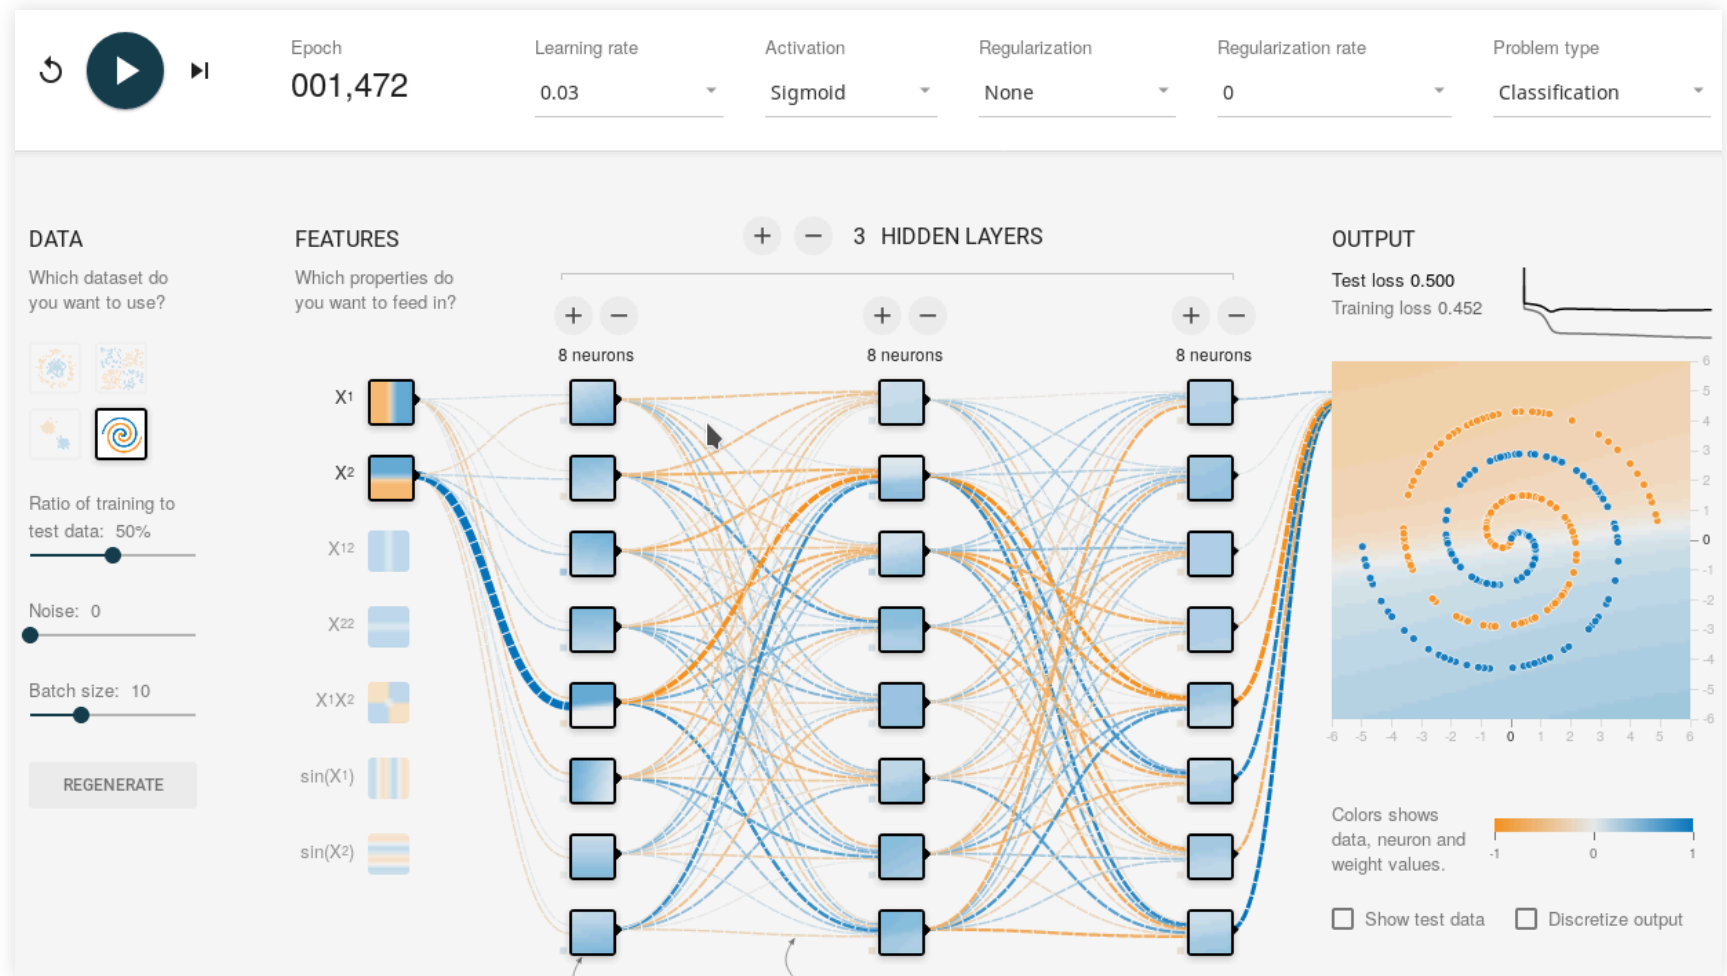 Epoch
001,472
Learning rate
0.03
Activation
Sigmoid
Regularization
None
Regularization rate
0
Problem type
Classification
DATA
Which dataset do
you want to use?
Ratio of training to
test data: 50%
Noise: 0
Batch size: 10
REGENERATE
FEATURES
Which properties do
you want to feed in?
X1
X2
X12
X22
X1X2
sin(X1)
sin(X2)
+ − 3 HIDDEN LAYERS
+ −
8 neurons
+ −
8 neurons
+ −
8 neurons
OUTPUT
Test loss 0.500
Training loss 0.452
6
5
4
3
2
1
0
-1
-2
-3
-4
-5
-6
-6 -5 -4 -3 -2 -1 0 1 2 3 4 5 6
Colors shows
data, neuron and
weight values.
-1 0 1
Show test data
Discretize output